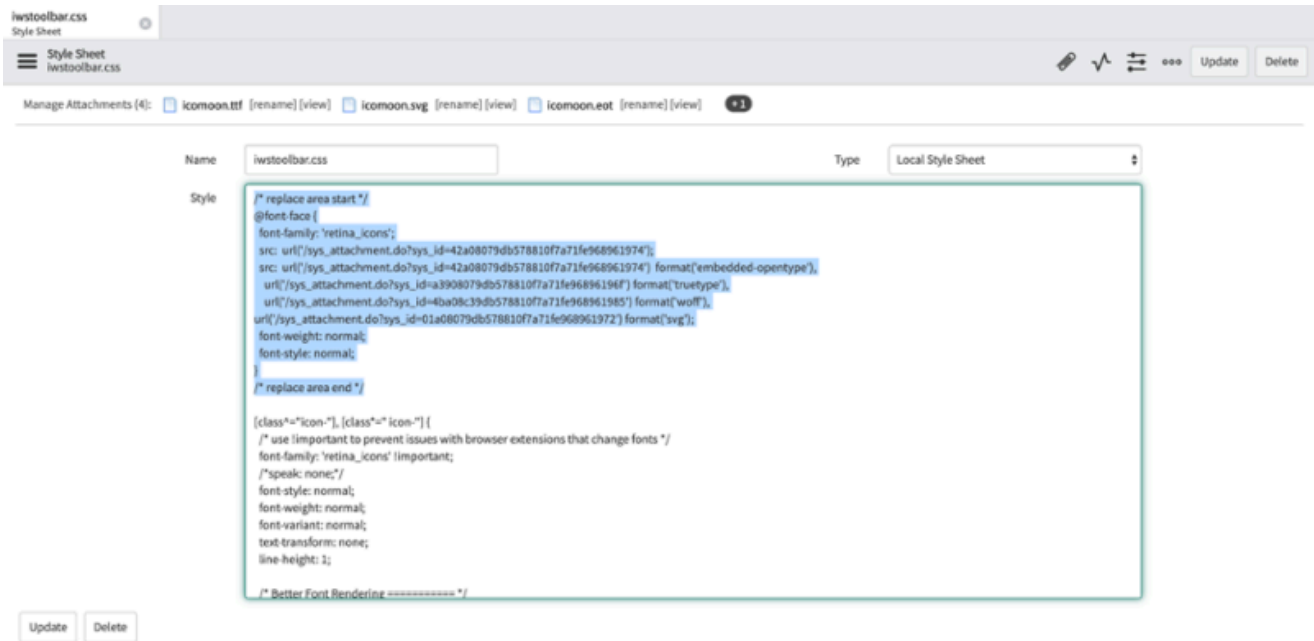 iwstoolbar.css
Style Sheet
Style Sheet
iwstoolbar.css
Update Delete
Manage Attachments (4): icomoon.ttf [rename] [view] icomoon.svg [rename] [view] icomoon.eot [rename] [view] +1
Name iwstoolbar.css Type Local Style Sheet
Style
/* replace area start */
@font-face {
font-family: 'retina_icons';
src: url('/sys_attachment.do?sys_id=42a08079db578810f7a71fe968961974');
src: url('/sys_attachment.do?sys_id=42a08079db578810f7a71fe968961974') format('embedded-opentype'),
url('/sys_attachment.do?sys_id=a3908079db578810f7a71fe96896196f') format('truetype'),
url('/sys_attachment.do?sys_id=4ba08c39db578810f7a71fe968961985') format('woff'),
url('/sys_attachment.do?sys_id=01a08079db578810f7a71fe968961972') format('svg');
font-weight: normal;
font-style: normal;
}
/* replace area end */
[class^="icon-"], [class*=" icon-"] {
/* use !important to prevent issues with browser extensions that change fonts */
font-family: 'retina_icons' !important;
/*speak: none;*/
font-style: normal;
font-weight: normal;
font-variant: normal;
text-transform: none;
line-height: 1;
/* Better Font Rendering =========== */
Update Delete